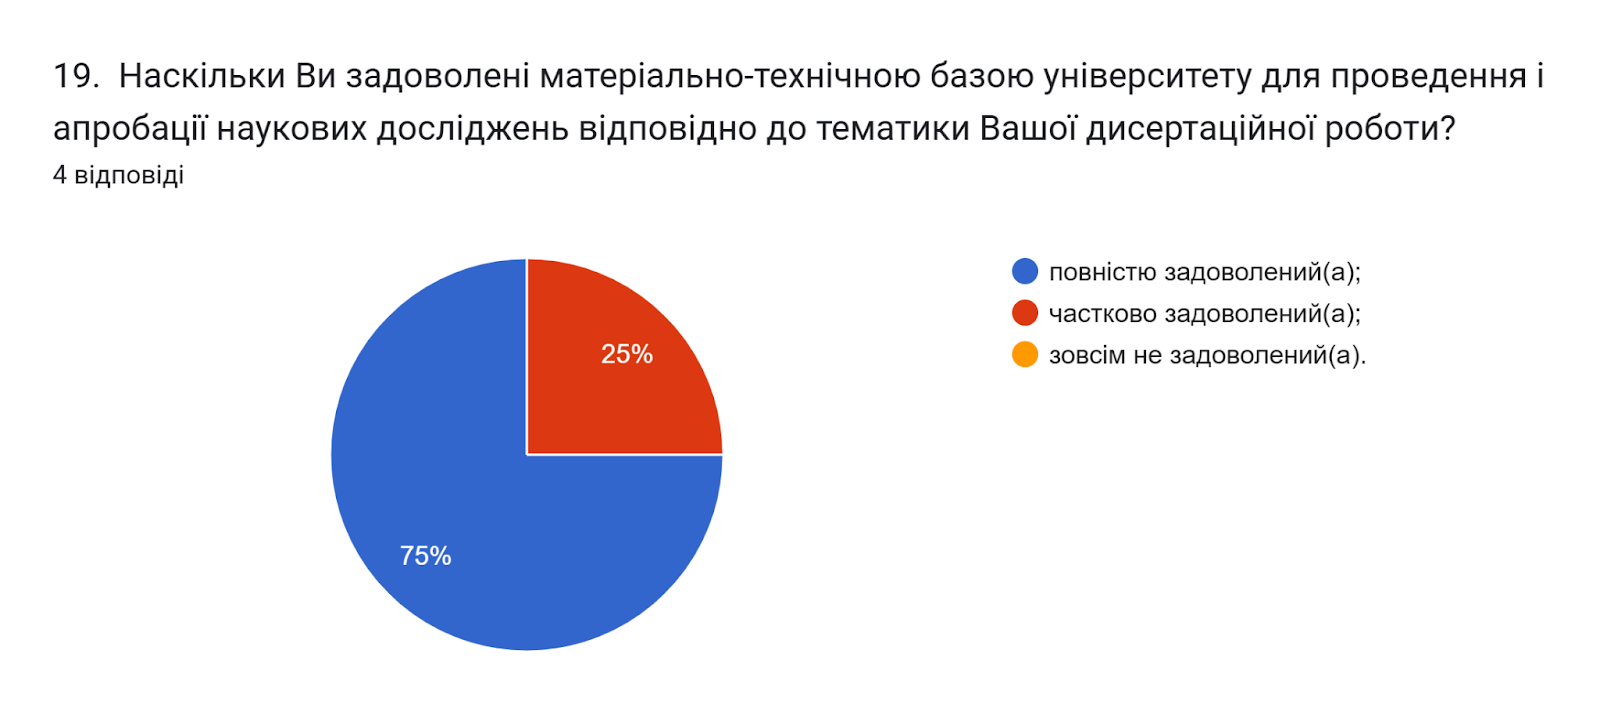 19. Наскільки Ви задоволені матеріально-технічною базою університету для проведення і
апробації наукових досліджень відповідно до тематики Вашої дисертаційної роботи?
4 відповіді
повністю задоволений(а);
частково задоволений(а);
зовсім не задоволений(а).
25%
75%